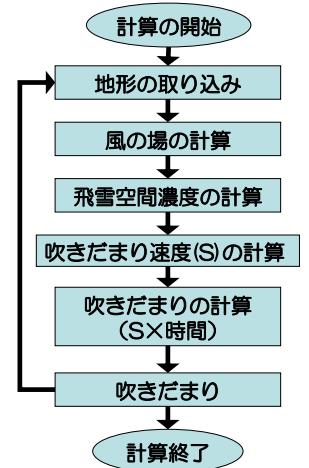 計算の開始
地形の取り込み
風の場の計算
飛雪空間濃度の計算
吹きだまり速度(S)の計算
吹きだまりの計算
（S×時間）
吹きだまり
計算終了